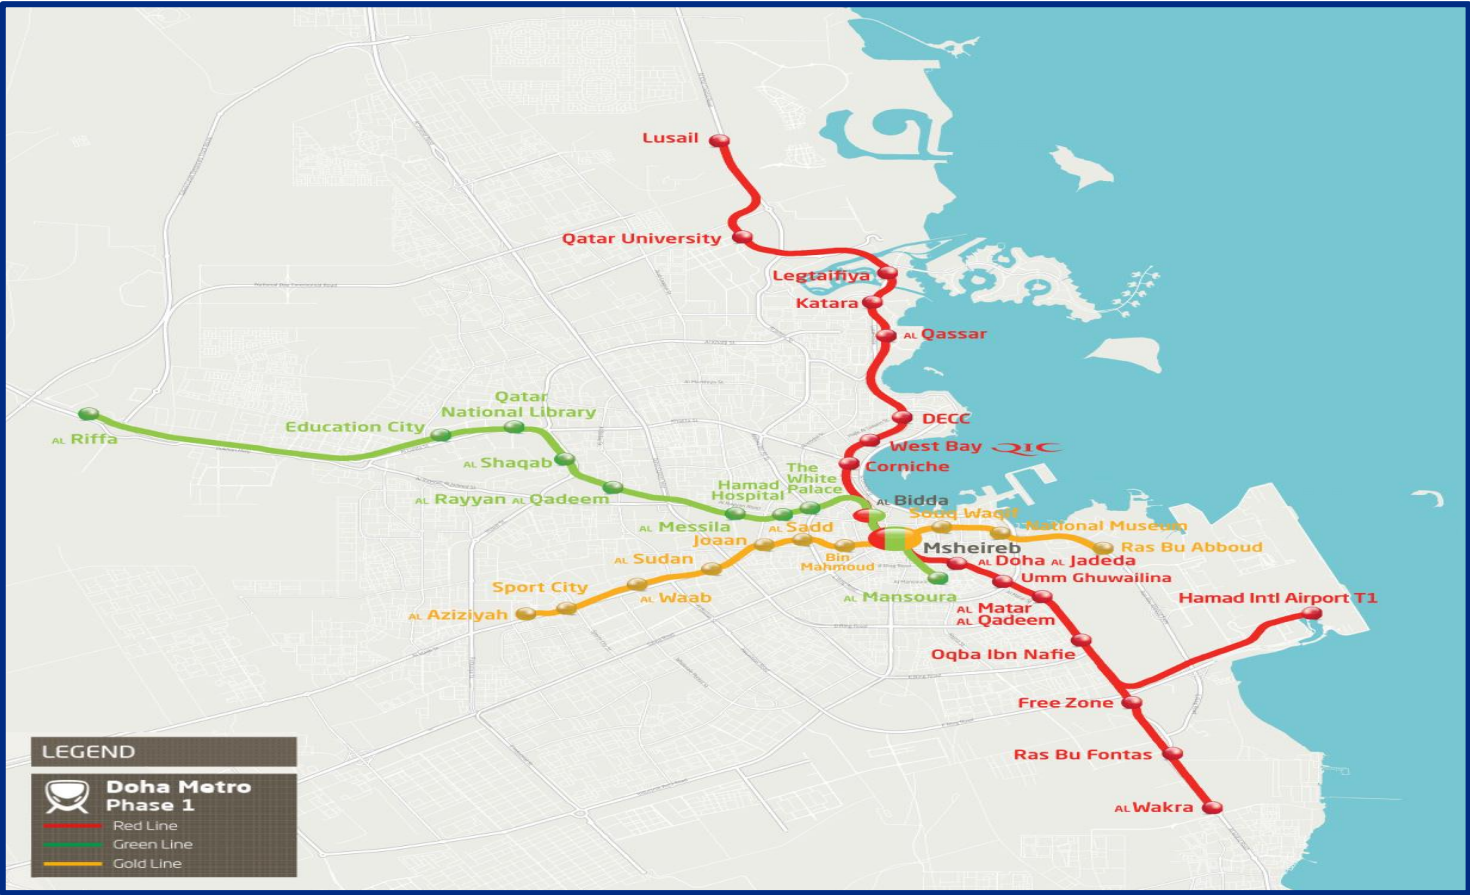 Lusail
Qatar University
Legtaifiya
Katara
AL Qassar
DECC
West Bay QIC
Corniche
Qatar
National Library
Education City
AL Riffa
AL Shaqab
AL Rayyan AL Qadeem
The
White
Palace
Hamad
Hospital
AL Messila
AL Bidda
Souq Waqif
National Museum
Ras Bu Abboud
AL Sadd
Joaan
Bin
Mahmoud
Msheireb
AL Sudan
AL Doha AL Jadeda
Umm Ghuwailina
Sport City
AL Waab
AL Mansoura
AL Aziziyah
AL Matar
AL Qadeem
Hamad Intl Airport T1
Oqba Ibn Nafie
Free Zone
Ras Bu Fontas
AL Wakra
LEGEND
Doha Metro
Phase 1
Red Line
Green Line
Gold Line